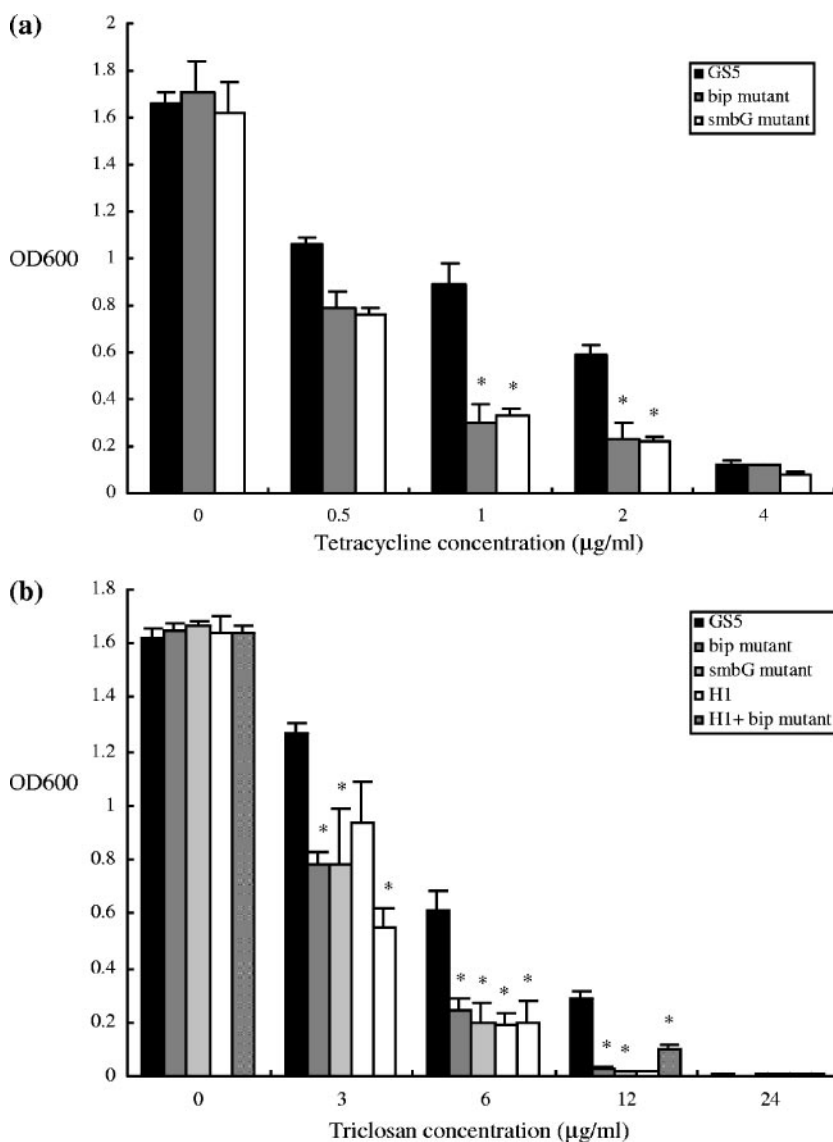 (a)
2
1.8
1.6
1.4
1.2
1
0.8
0.6
0.4
0.2
0
OD600
GS5
bip mutant
smbG mutant
* * * *
0 0.5 1 2 4
Tetracycline concentration (µg/ml)
(b)
1.8
1.6
1.4
1.2
1
0.8
0.6
0.4
0.2
0
OD600
GS5
bip mutant
smbG mutant
H1
H1+ bip mutant
* * *
* * * *
* * *
0 3 6 12 24
Triclosan concentration (µg/ml)